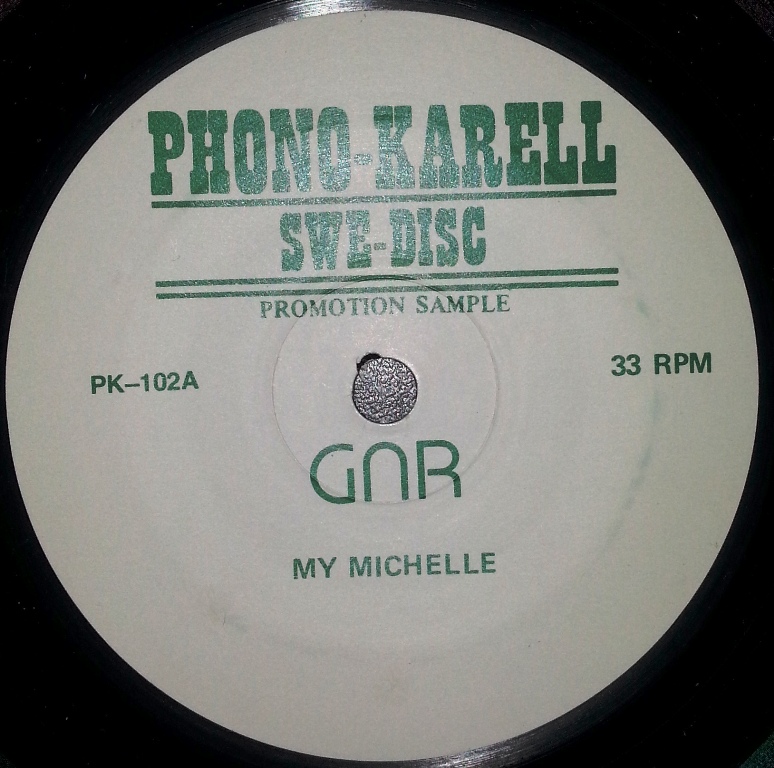 PHONO-KARELL
SWE-DISC
PROMOTION SAMPLE
PK-102A
33 RPM
GNR
MY MICHELLE